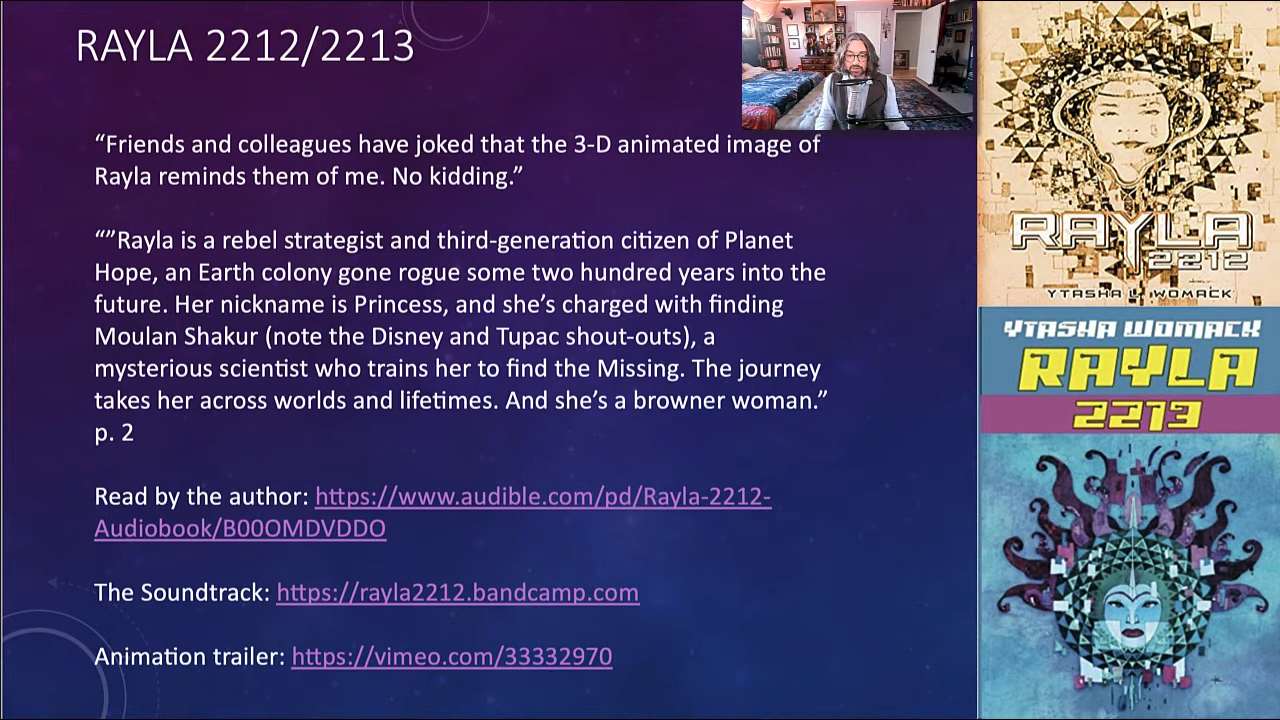 RAYLA 2212/2213
“Friends and colleagues have joked that the 3-D animated image of
Rayla reminds them of me. No kidding.”
“”Rayla is a rebel strategist and third-generation citizen of Planet
Hope, an Earth colony gone rogue some two hundred years into the
future. Her nickname is Princess, and she’s charged with finding
Moulan Shakur (note the Disney and Tupac shout-outs), a
mysterious scientist who trains her to find the Missing. The journey
takes her across worlds and lifetimes. And she’s a browner woman.”
p. 2
Read by the author: https://www.audible.com/pd/Rayla-2212-
Audiobook/B00OMDVDDO
The Soundtrack: https://rayla2212.bandcamp.com
Animation trailer: https://vimeo.com/33332970
RAYLA
2212
YTASHA L. WOMACK
YTASHA WOMACK
RAYLA
2213